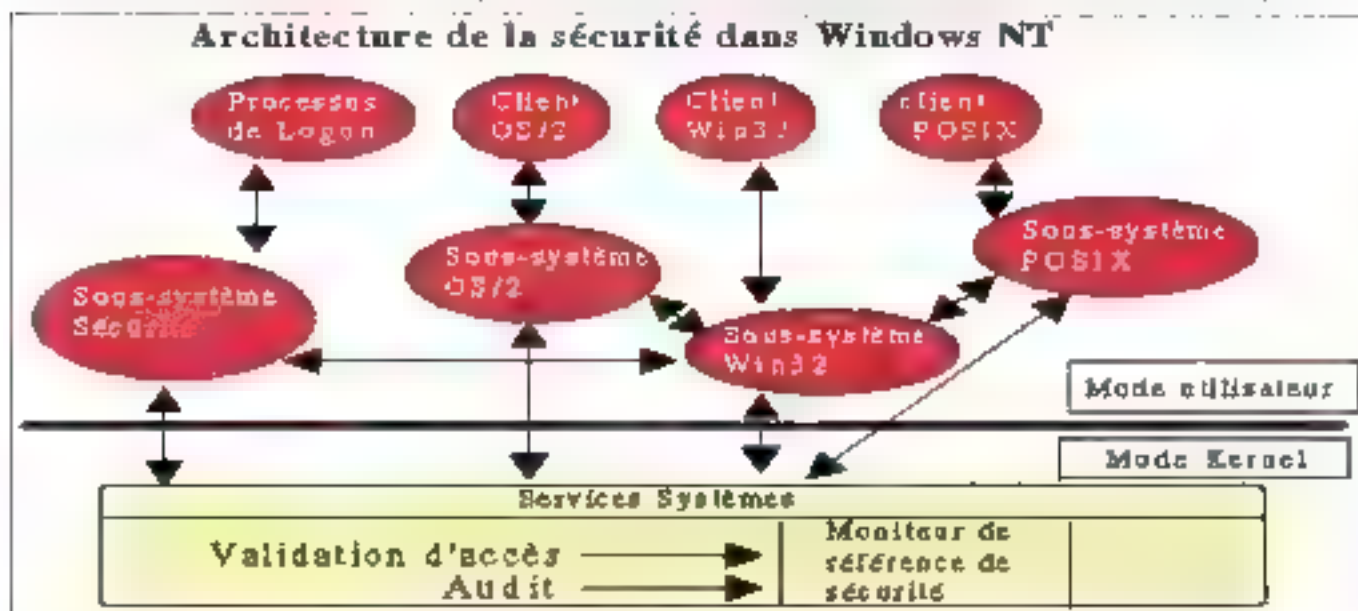 Architecture de la sécurité dans Windows NT
Processus
de Logon
Client
OS/2
Client
Win32
client
POSIX
Sous-système
Sécurité
Sous-système
OS/2
Sous-système
Win32
Sous-système
POSIX
Mode utilisateur
Mode Kernel
Services Systèmes
Validation d'accès
Audit
Moniteur de
référence de
sécurité